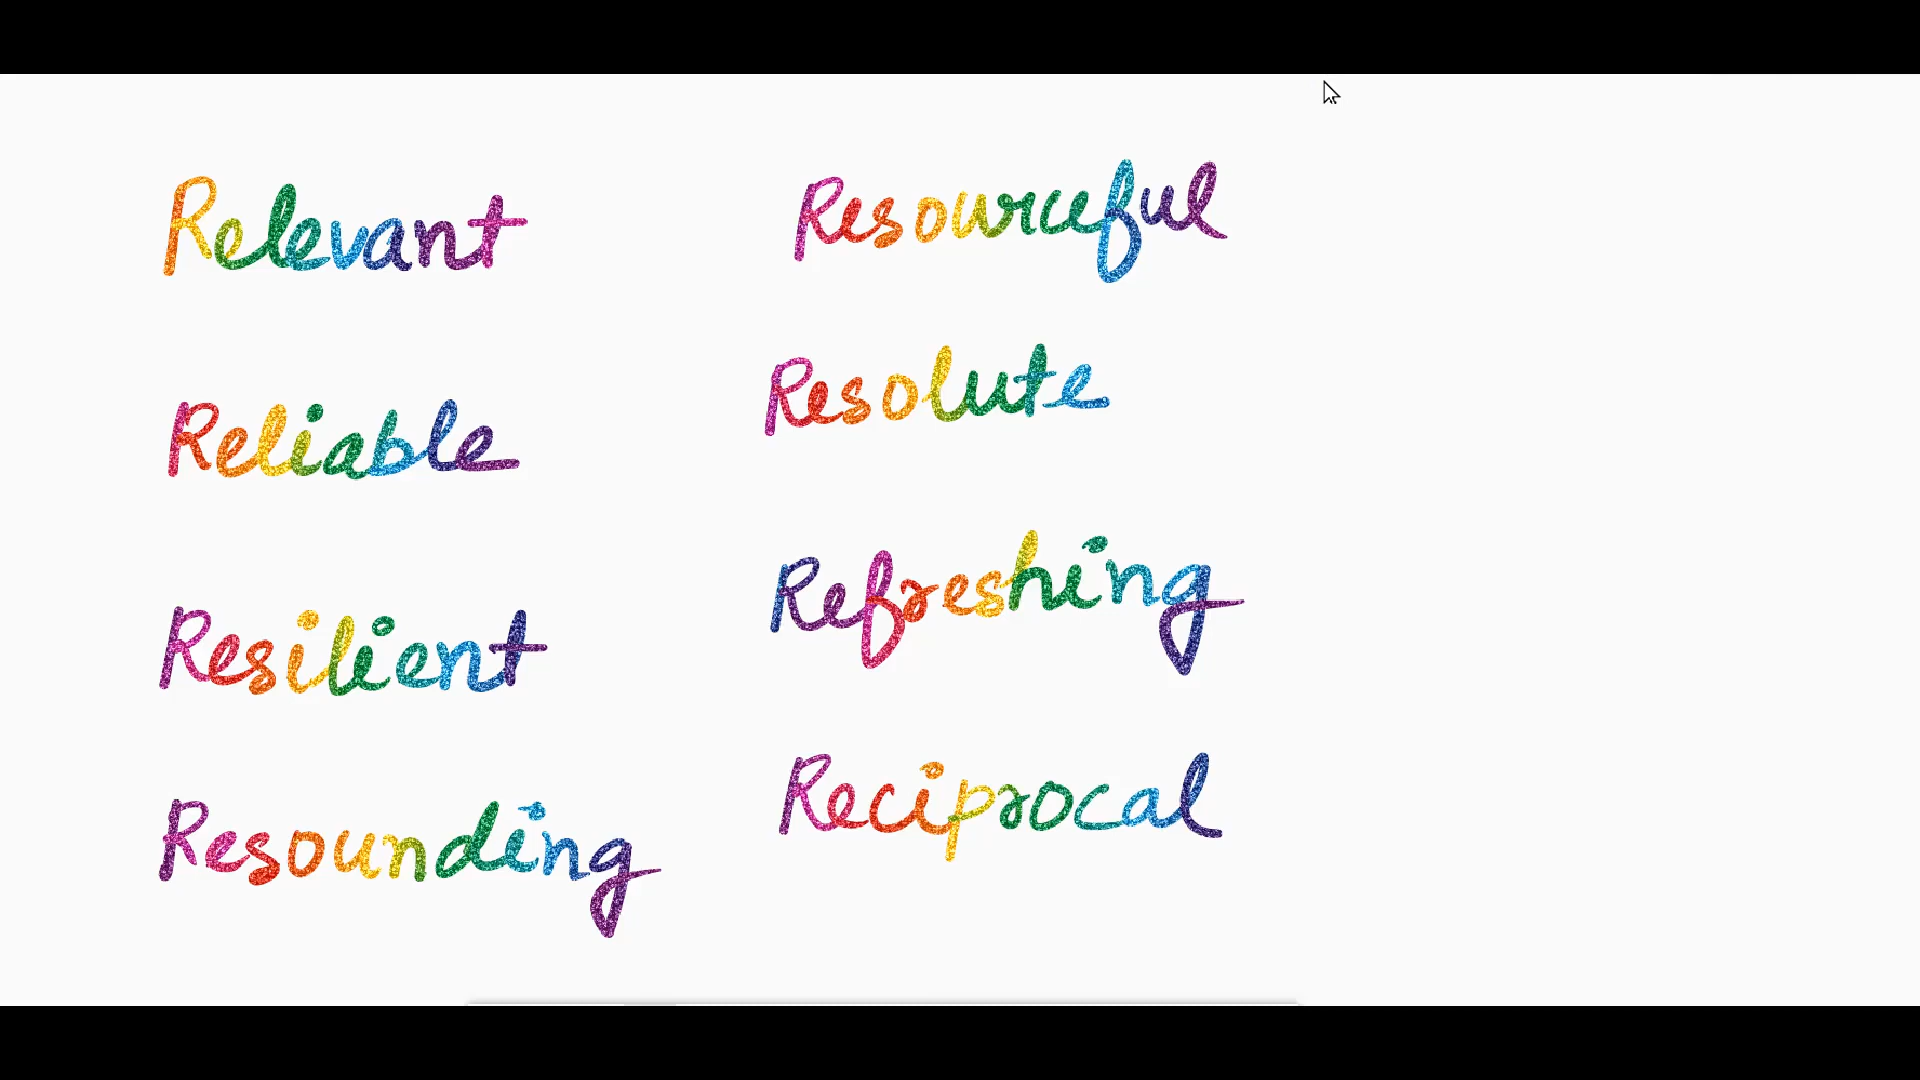 Relevant
Reliable
Resilient
Resounding
Resourceful
Resolute
Refreshing
Reciprocal